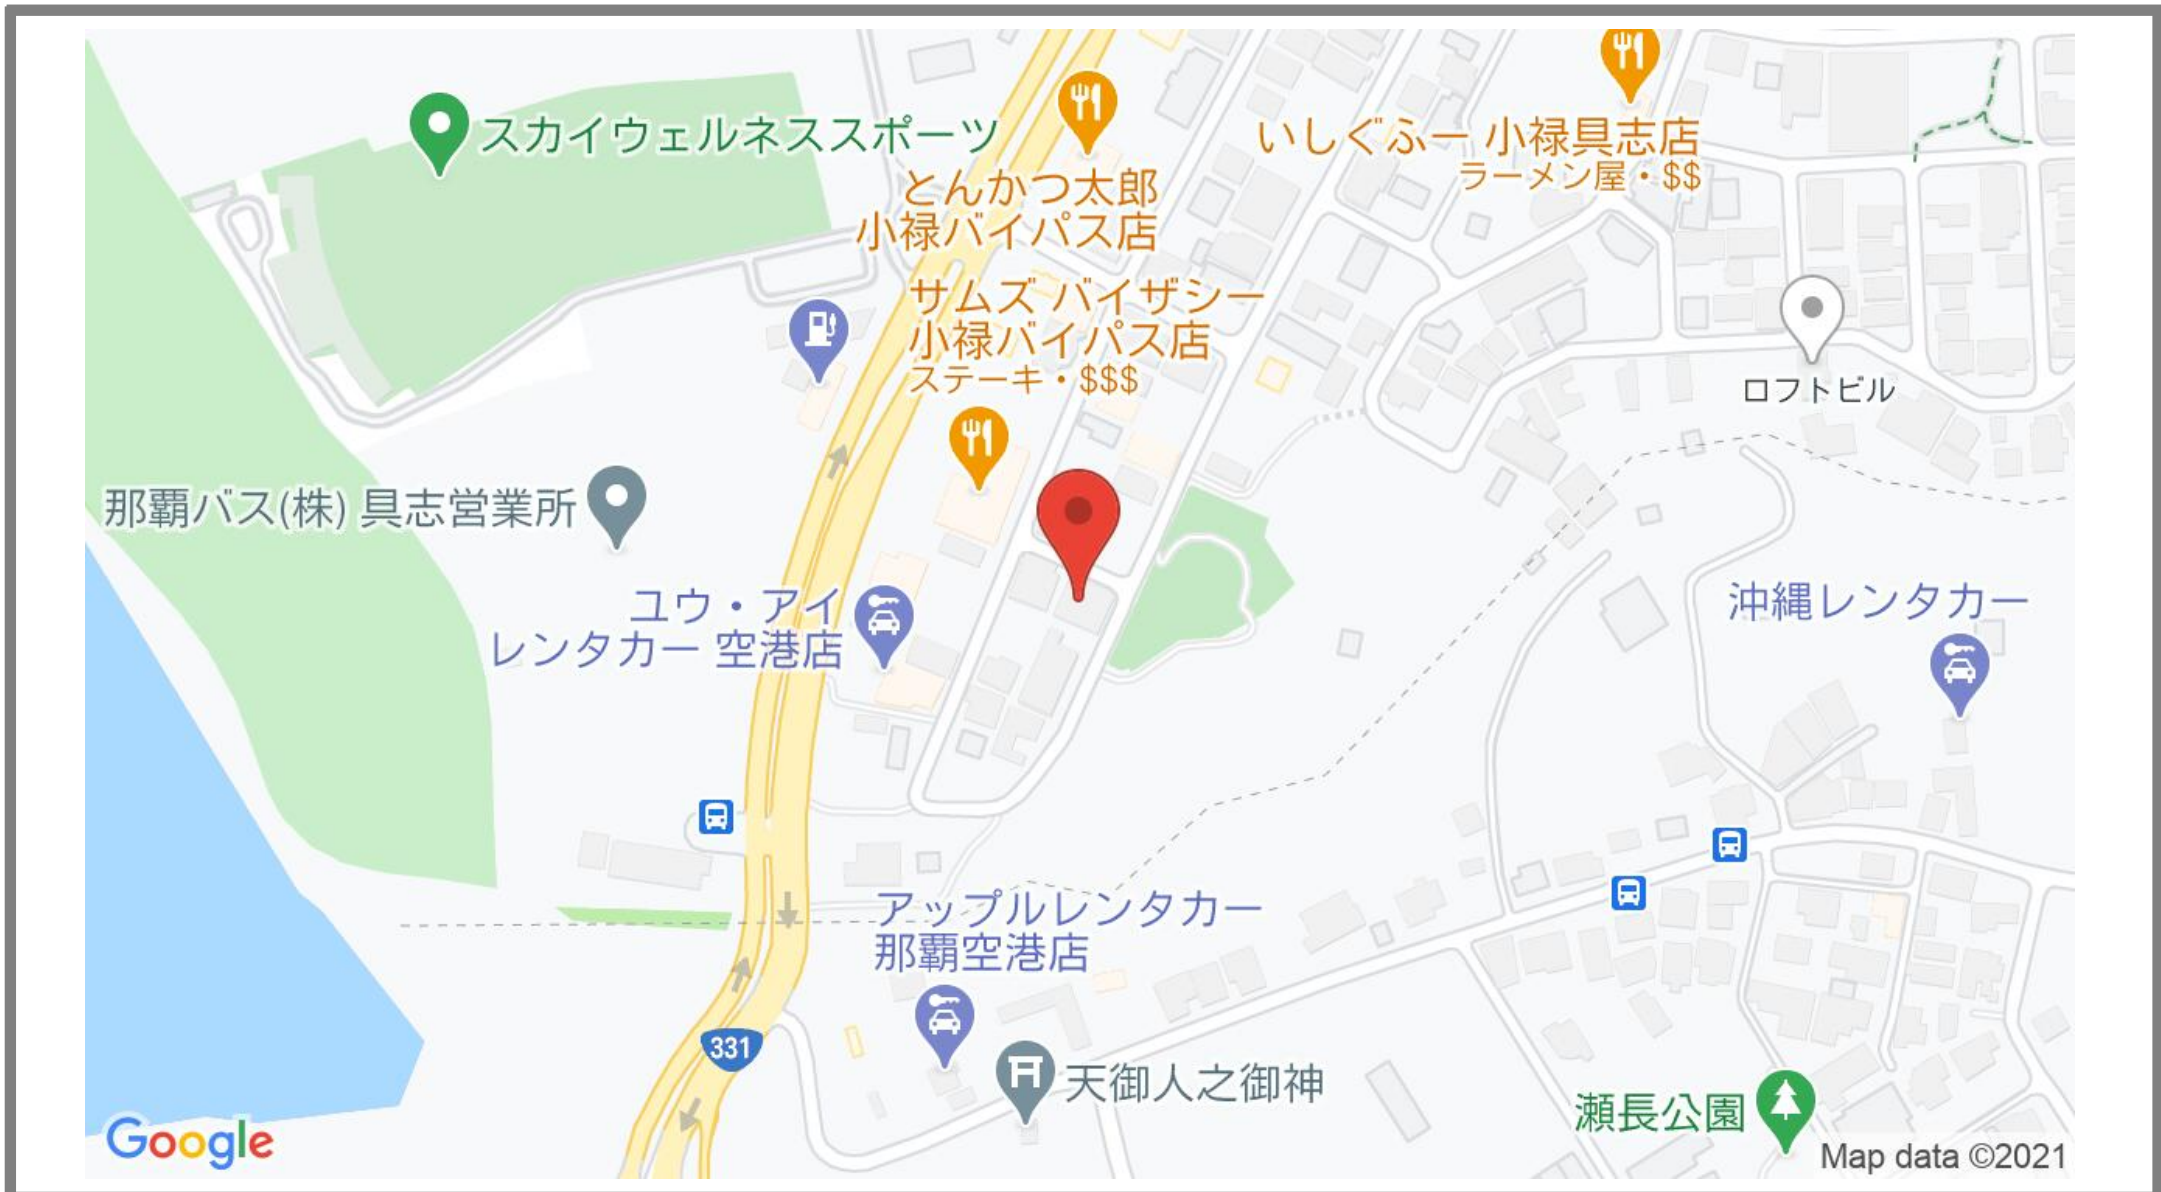 スカイウェルネススポーツ
とんかつ太郎
小禄バイパス店
いしぐふー 小禄具志店
ラーメン屋・$$
サムズ バイザシー
小禄バイパス店
ステーキ・$$$
ロフトビル
那覇バス(株) 具志営業所
ユウ・アイ
レンタカー 空港店
沖縄レンタカー
アップルレンタカー
那覇空港店
331
天御人之御神
瀬長公園
Google
Map data ©2021